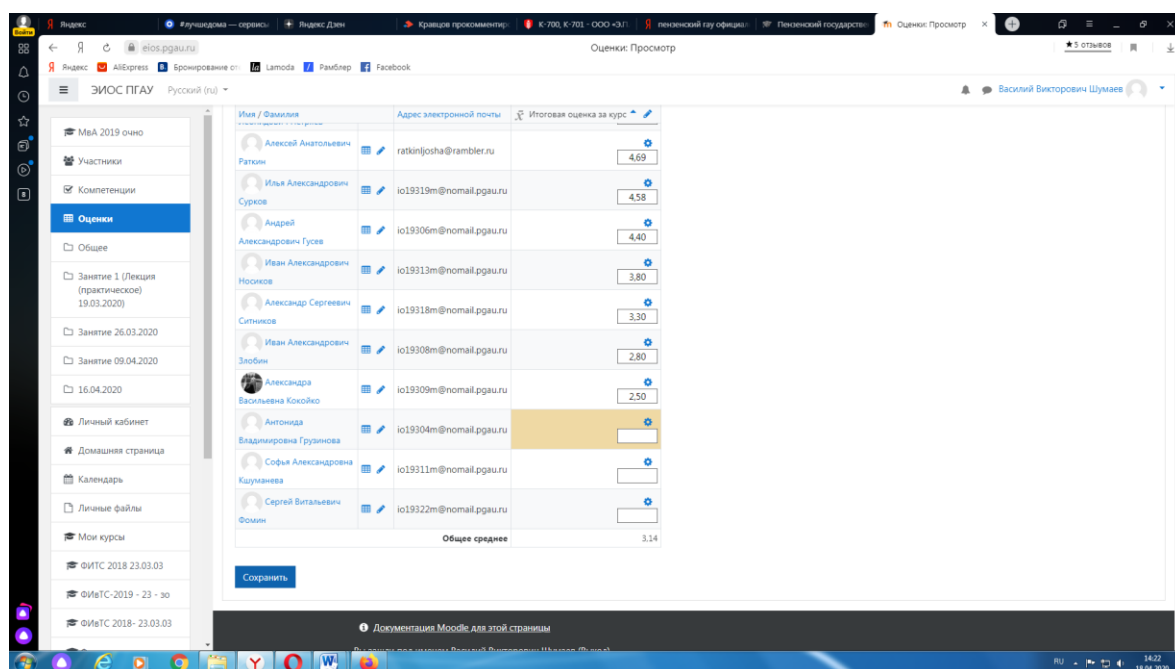 Войти
Яндекс
#лучшедома — сервисы
Яндекс Дзен
Кравцов прокомментир
К-700, К-701 - ООО «Э.П
пензенский гау официал
Пензенский государстве
Оценки: Просмотр
eios.pgau.ru
Оценки: Просмотр
★5 отзывов
Яндекс
AliExpress
Бронирование от
Lamoda
Рамблер
Facebook
ЭИОС ПГАУ
Русский (ru)
Василий Викторович Шумаев
МвА 2019 очно
Участники
Компетенции
Оценки
Общее
Занятие 1 (Лекция
(практическое)
19.03.2020)
Занятие 26.03.2020
Занятие 09.04.2020
16.04.2020
Личный кабинет
Домашняя страница
Календарь
Личные файлы
Мои курсы
ФИТС 2018 23.03.03
ФИвТС-2019 - 23 - зо
ФИвТС 2018- 23.03.03
Имя / Фамилия
Адрес электронной почты
Итоговая оценка за курс
Алексей Анатольевич
Раткин
ratkinljosha@rambler.ru
4,69
Илья Александрович
Сурков
io19319m@nomail.pgau.ru
4,58
Андрей
Александрович Гусев
io19306m@nomail.pgau.ru
4,40
Иван Александрович
Носиков
io19313m@nomail.pgau.ru
3,80
Александр Сергеевич
Ситников
io19318m@nomail.pgau.ru
3,30
Иван Александрович
Злобин
io19308m@nomail.pgau.ru
2,80
Александра
Васильевна Кокойко
io19309m@nomail.pgau.ru
2,50
Антонида
Владимировна Грузинова
io19304m@nomail.pgau.ru
Софья Александровна
Кшуманева
io19311m@nomail.pgau.ru
Сергей Витальевич
Фомин
io19322m@nomail.pgau.ru
Общее среднее
3,14
Сохранить
Документация Moodle для этой страницы
RU
14:22
18.04.2020